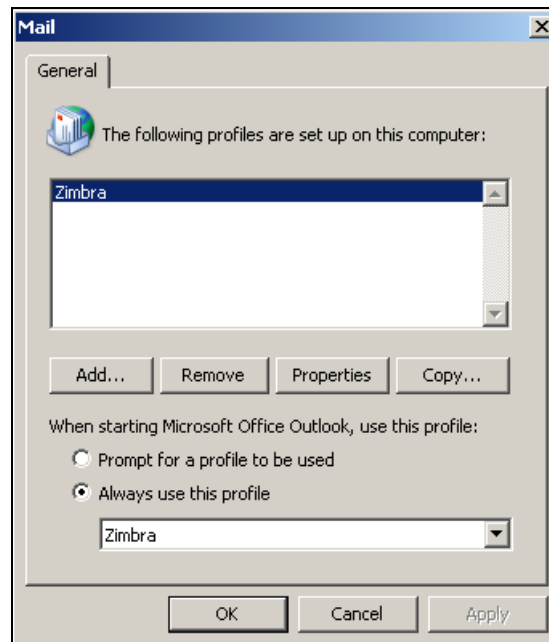 Mail
General
The following profiles are set up on this computer:
Zimbra
Add... Remove Properties Copy...
When starting Microsoft Office Outlook, use this profile:
Prompt for a profile to be used
Always use this profile
Zimbra
OK Cancel Apply